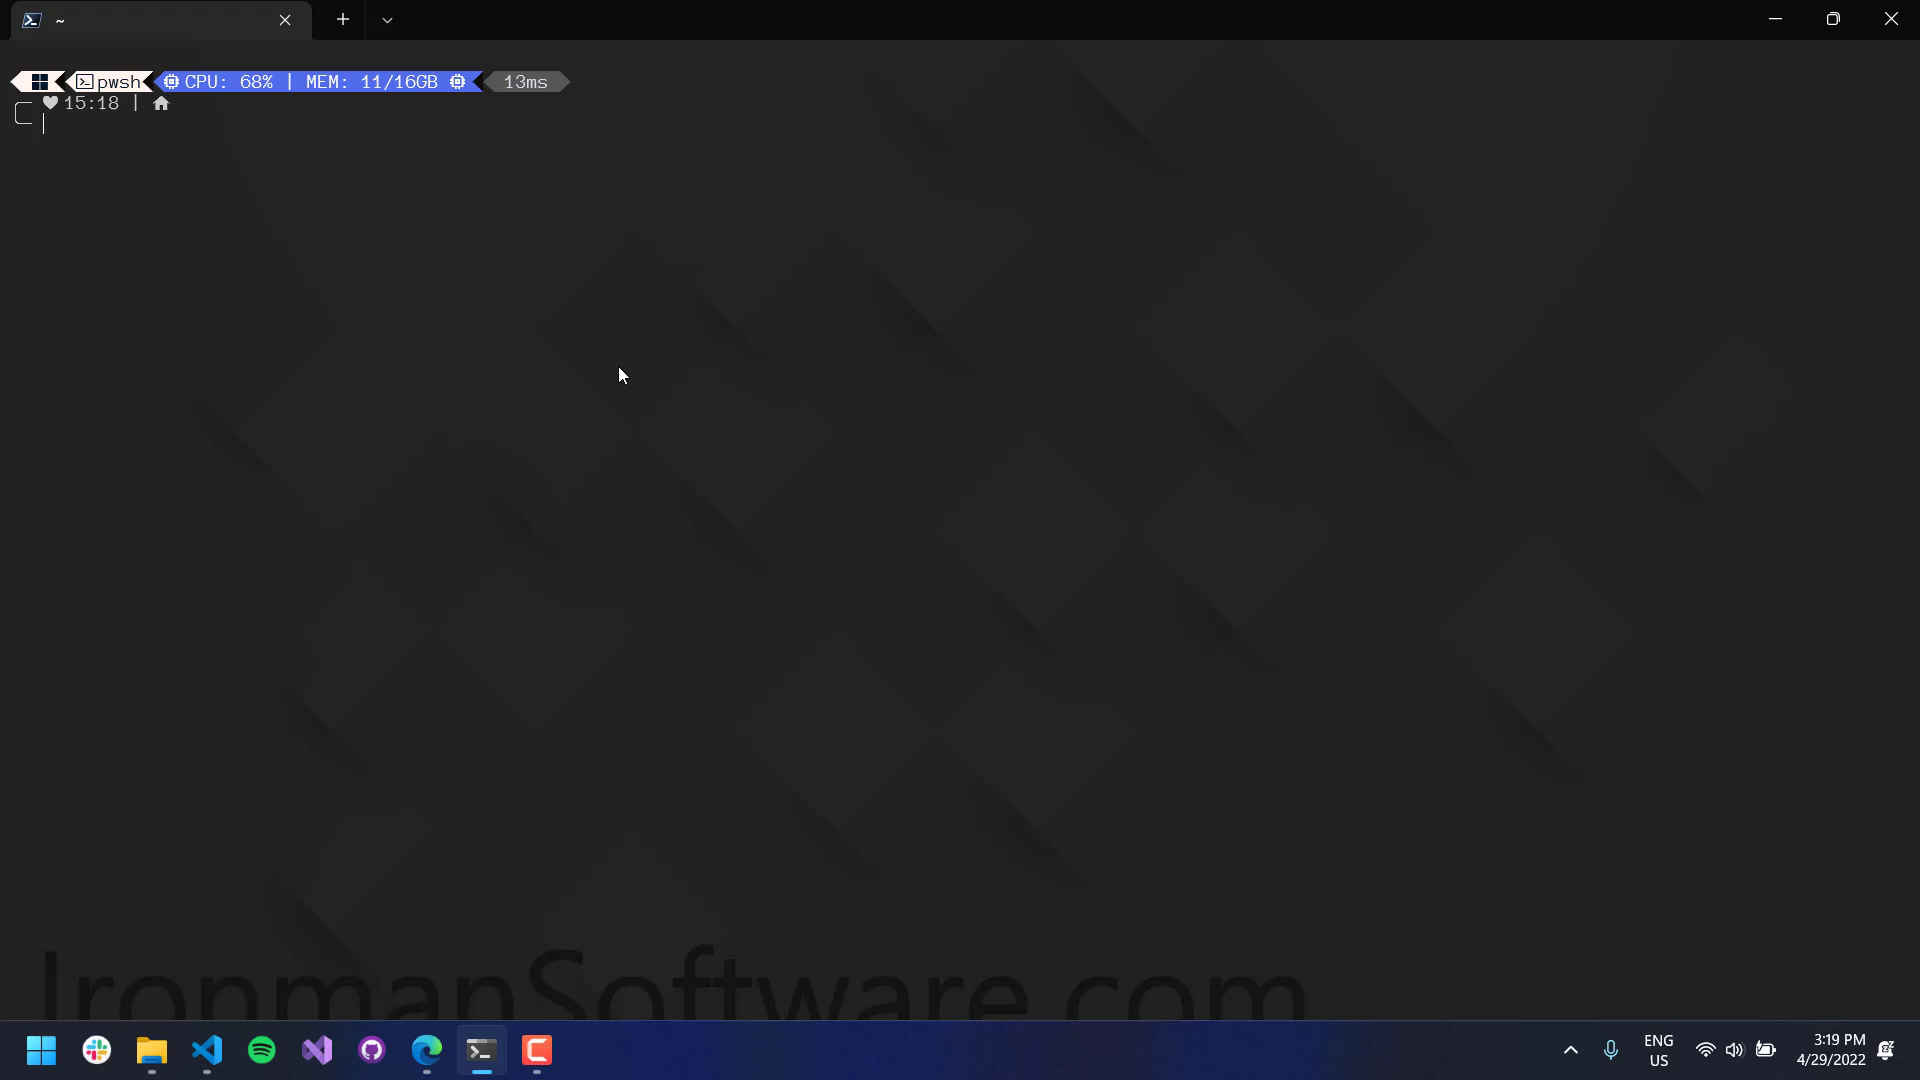 ~
pwsh CPU: 68% | MEM: 11/16GB 13ms
15:18 |
IronmanSoftware.com
ENG
US
3:19 PM
4/29/2022